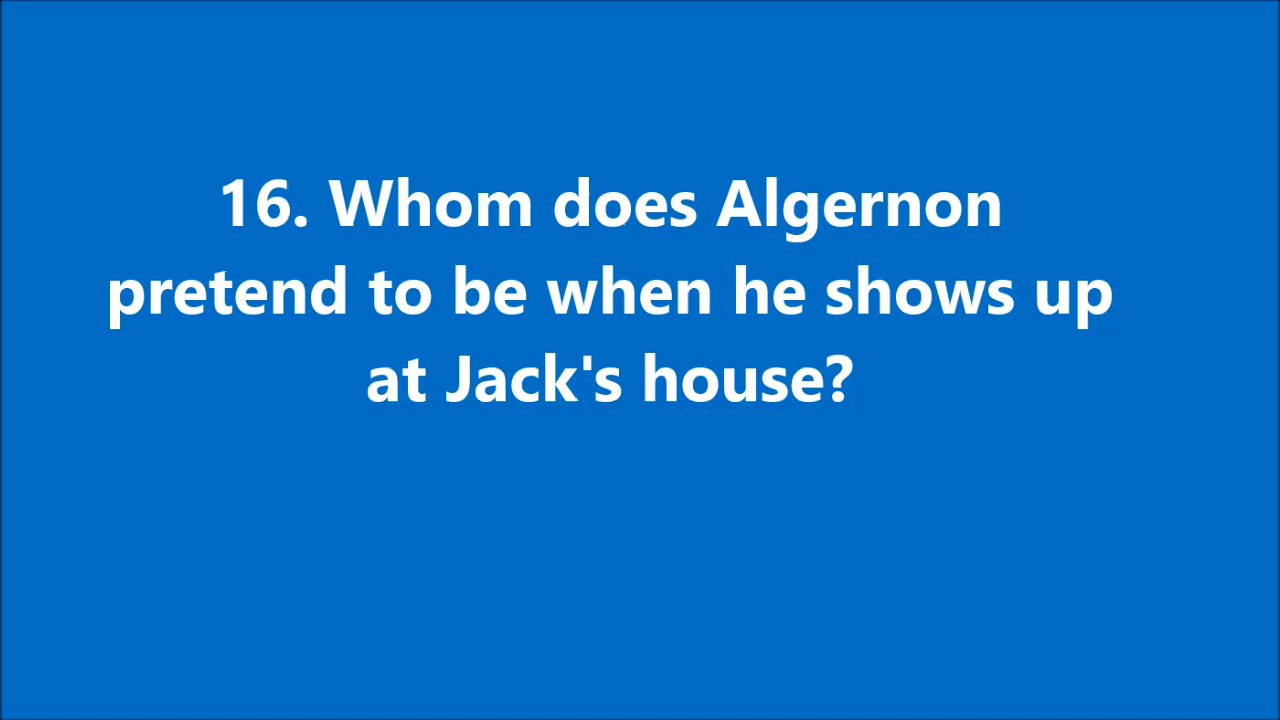 16. Whom does Algernon
pretend to be when he shows up
at Jack's house?